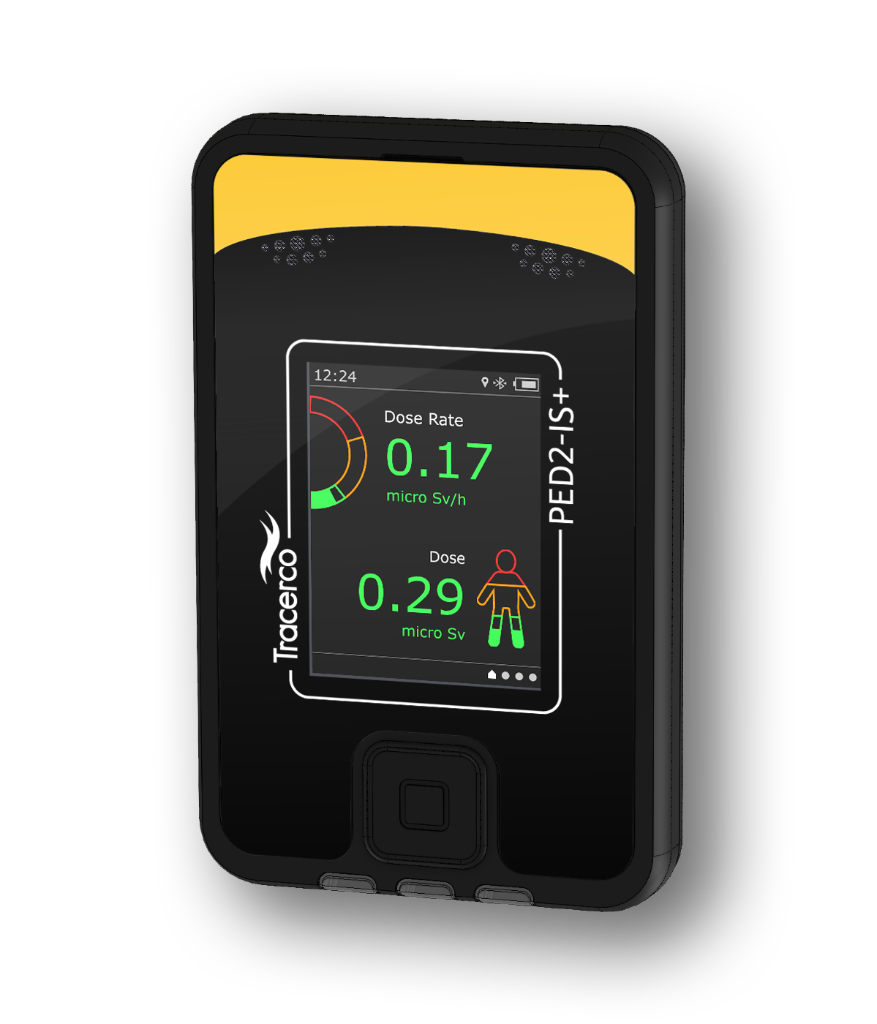 12:24
Dose Rate
0.17
micro Sv/h
Dose
0.29
micro Sv
Tracerco
PED2-IS+